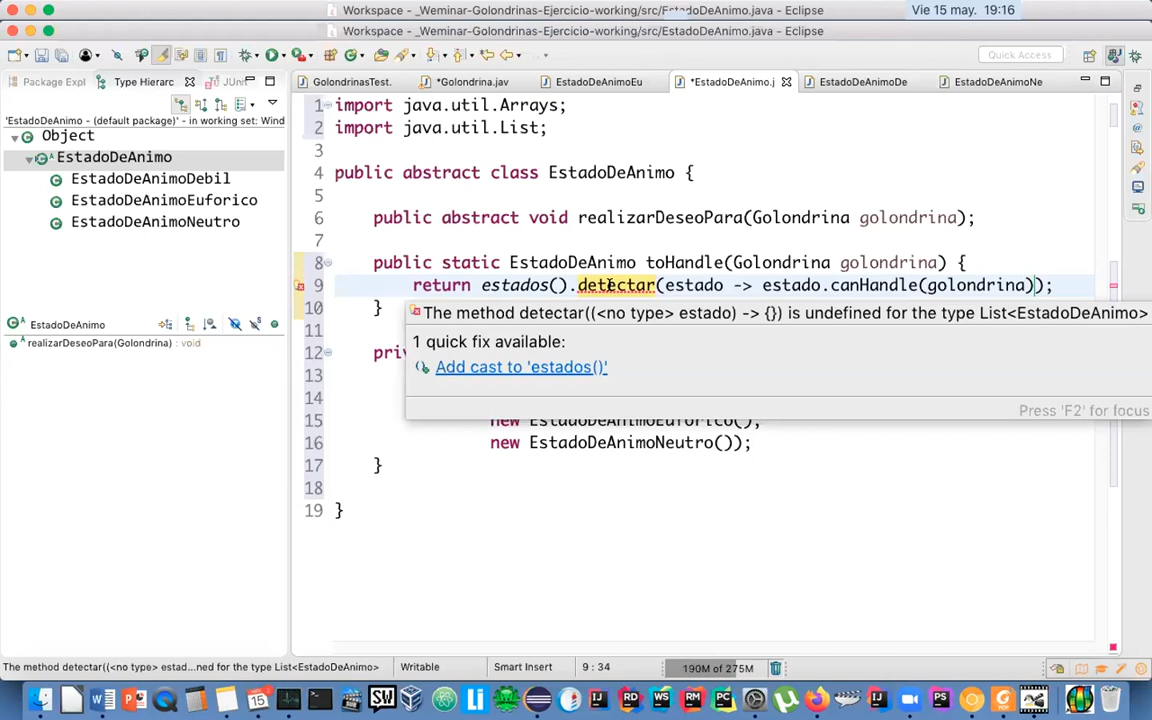 Workspace - _Weminar-Golondrinas-Ejercicio-working/src/EstadoDeAnimo.java - Eclipse
Vie 15 may. 19:16
Workspace - _Weminar-Golondrinas-Ejercicio-working/src/EstadoDeAnimo.java - Eclipse
Quick Access
Package Expl
Type Hierarc
JUni
GolondrinasTest.
*Golondrina.jav
EstadoDeAnimoEu
*EstadoDeAnimo.j
EstadoDeAnimoDe
EstadoDeAnimoNe
'EstadoDeAnimo - (default package)' - in working set: Wind
Object
EstadoDeAnimo
EstadoDeAnimoDebil
EstadoDeAnimoEuforico
EstadoDeAnimoNeutro
EstadoDeAnimo
realizarDeseoPara(Golondrina) : void
1 import java.util.Arrays;
2 import java.util.List;
3
4 public abstract class EstadoDeAnimo {
5
6 public abstract void realizarDeseoPara(Golondrina golondrina);
7
8 public static EstadoDeAnimo toHandle(Golondrina golondrina) {
9 return estados().detectar(estado -> estado.canHandle(golondrina));
10 }
11
12 priv
13
14
15 new EstadoDeAnimoEuforico(),
16 new EstadoDeAnimoNeutro());
17 }
18
19 }
The method detectar((<no type> estado) -> {}) is undefined for the type List<EstadoDeAnimo>
1 quick fix available:
Add cast to 'estados()'
Press 'F2' for focus
The method detectar((<no type> estad...ned for the type List<EstadoDeAnimo>
Writable
Smart Insert
9 : 34
190M of 275M